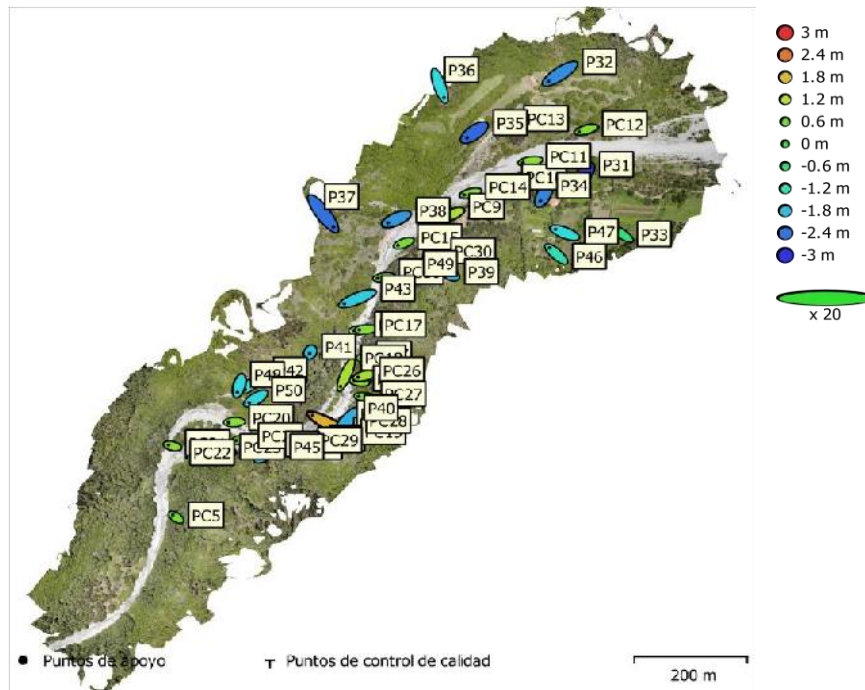 3 m
2.4 m
1.8 m
1.2 m
0.6 m
0 m
-0.6 m
-1.2 m
-1.8 m
-2.4 m
-3 m
x 20
P32
P36
PC13
P35
PC12
PC11
P31
PC1
P34
PC14
P37
PC9
P38
P47
P33
PC15
PC30
P46
P49
P39
P43
PC17
P41
PC26
P48
42
P50
PC27
P40
PC20
PC28
PC29
P45
PC22
PC5
Puntos de apoyo
Puntos de control de calidad
200 m